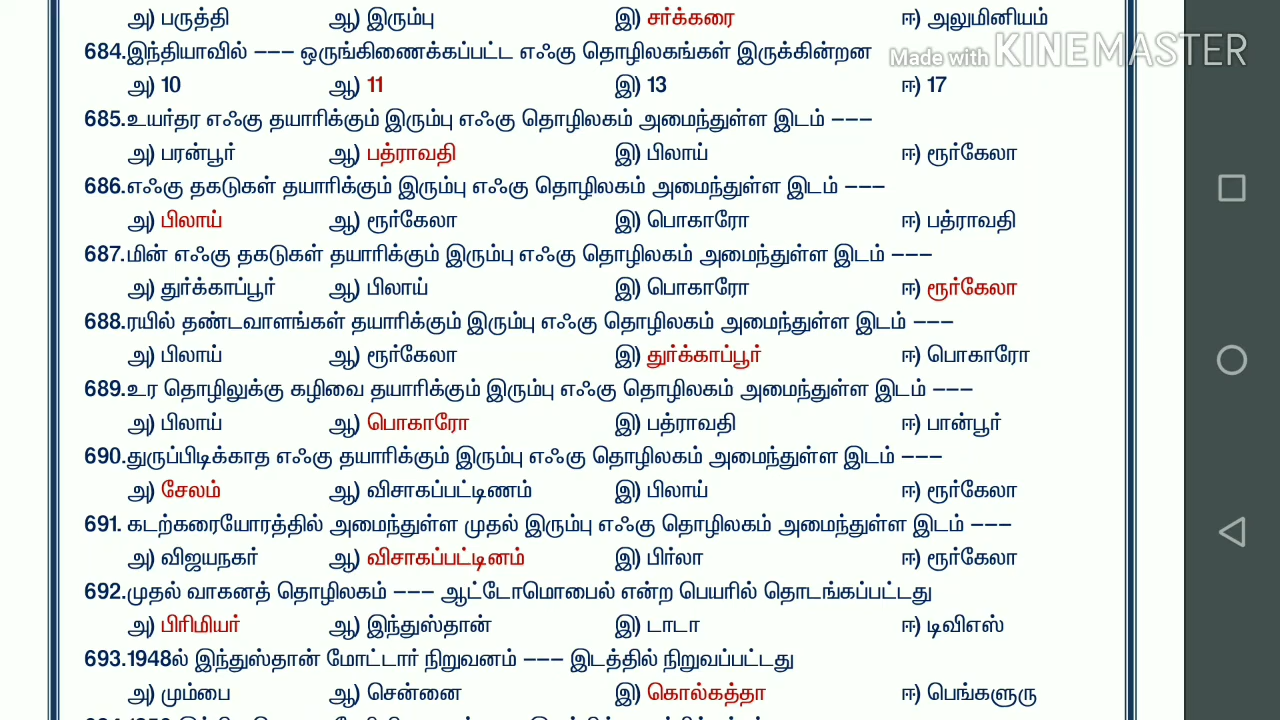 அ) பருத்தி ஆ) இரும்பு இ) சர்க்கரை ஈ) அலுமினியம்
684.இந்தியாவில் −−− ஒருங்கிணைக்கப்பட்ட எஃகு தொழிலகங்கள் இருக்கின்றன
Made with KINEMASTER
அ) 10 ஆ) 11 இ) 13 ஈ) 17
685.உயர்தர எஃகு தயாரிக்கும் இரும்பு எஃகு தொழிலகம் அமைந்துள்ள இடம் −−−
அ) பரன்பூர் ஆ) பத்ராவதி இ) பிலாய் ஈ) ரூர்கேலா
686.எஃகு தகடுகள் தயாரிக்கும் இரும்பு எஃகு தொழிலகம் அமைந்துள்ள இடம் −−−
அ) பிலாய் ஆ) ரூர்கேலா இ) பொகாரோ ஈ) பத்ராவதி
687.மின் எஃகு தகடுகள் தயாரிக்கும் இரும்பு எஃகு தொழிலகம் அமைந்துள்ள இடம் −−−
அ) துர்க்காப்பூர் ஆ) பிலாய் இ) பொகாரோ ஈ) ரூர்கேலா
688.ரயில் தண்டவாளங்கள் தயாரிக்கும் இரும்பு எஃகு தொழிலகம் அமைந்துள்ள இடம் −−−
அ) பிலாய் ஆ) ரூர்கேலா இ) துர்க்காப்பூர் ஈ) பொகாரோ
689.உர தொழிலுக்கு கழிவை தயாரிக்கும் இரும்பு எஃகு தொழிலகம் அமைந்துள்ள இடம் −−−
அ) பிலாய் ஆ) பொகாரோ இ) பத்ராவதி ஈ) பான்பூர்
690.துருப்பிடிக்காத எஃகு தயாரிக்கும் இரும்பு எஃகு தொழிலகம் அமைந்துள்ள இடம் −−−
அ) சேலம் ஆ) விசாகப்பட்டிணம் இ) பிலாய் ஈ) ரூர்கேலா
691. கடற்கரையோரத்தில் அமைந்துள்ள முதல் இரும்பு எஃகு தொழிலகம் அமைந்துள்ள இடம் −−−
அ) விஜயநகர் ஆ) விசாகப்பட்டினம் இ) பிர்லா ஈ) ரூர்கேலா
692.முதல் வாகனத் தொழிலகம் −−− ஆட்டோமொபைல் என்ற பெயரில் தொடங்கப்பட்டது
அ) பிரிமியர் ஆ) இந்துஸ்தான் இ) டாடா ஈ) டிவிஎஸ்
693.1948ல் இந்துஸ்தான் மோட்டார் நிறுவனம் −−− இடத்தில் நிறுவப்பட்டது
அ) மும்பை ஆ) சென்னை இ) கொல்கத்தா ஈ) பெங்களுரு